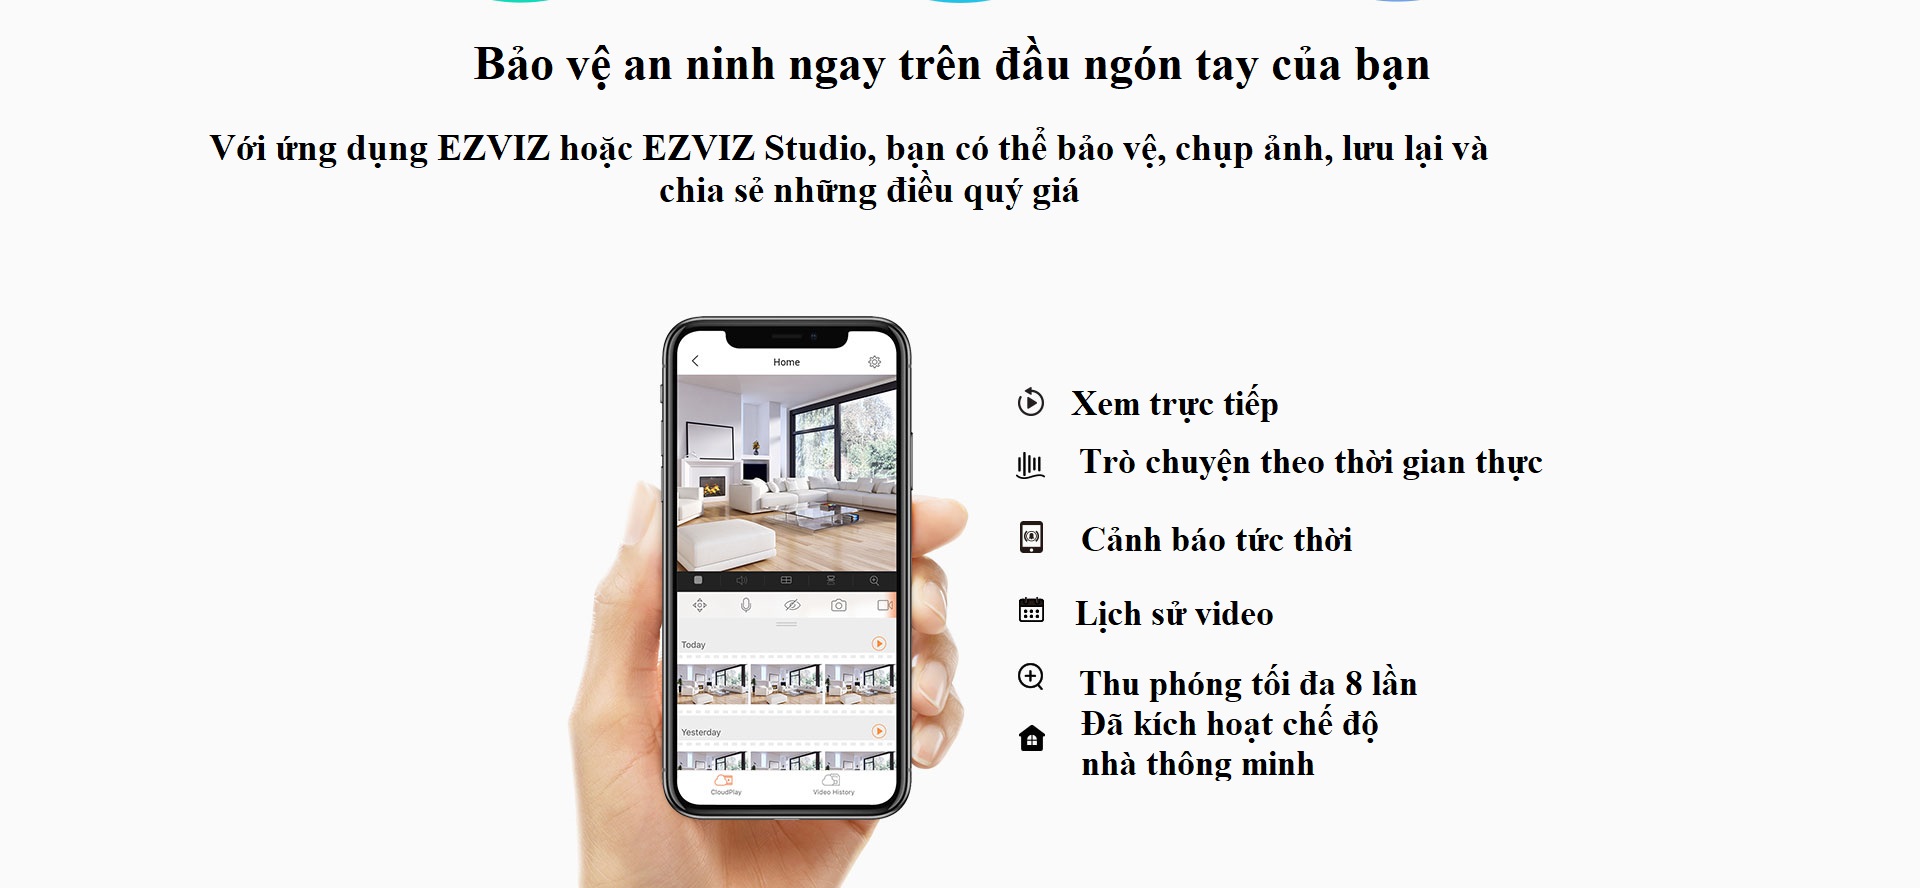 Bảo vệ an ninh ngay trên đầu ngón tay của bạn
Với ứng dụng EZVIZ hoặc EZVIZ Studio, bạn có thể bảo vệ, chụp ảnh, lưu lại và
chia sẻ những điều quý giá
Home
Today
Yesterday
CloudPlay
Video History
Xem trực tiếp
Trò chuyện theo thời gian thực
Cảnh báo tức thời
Lịch sử video
Thu phóng tối đa 8 lần
Đã kích hoạt chế độ
nhà thông minh